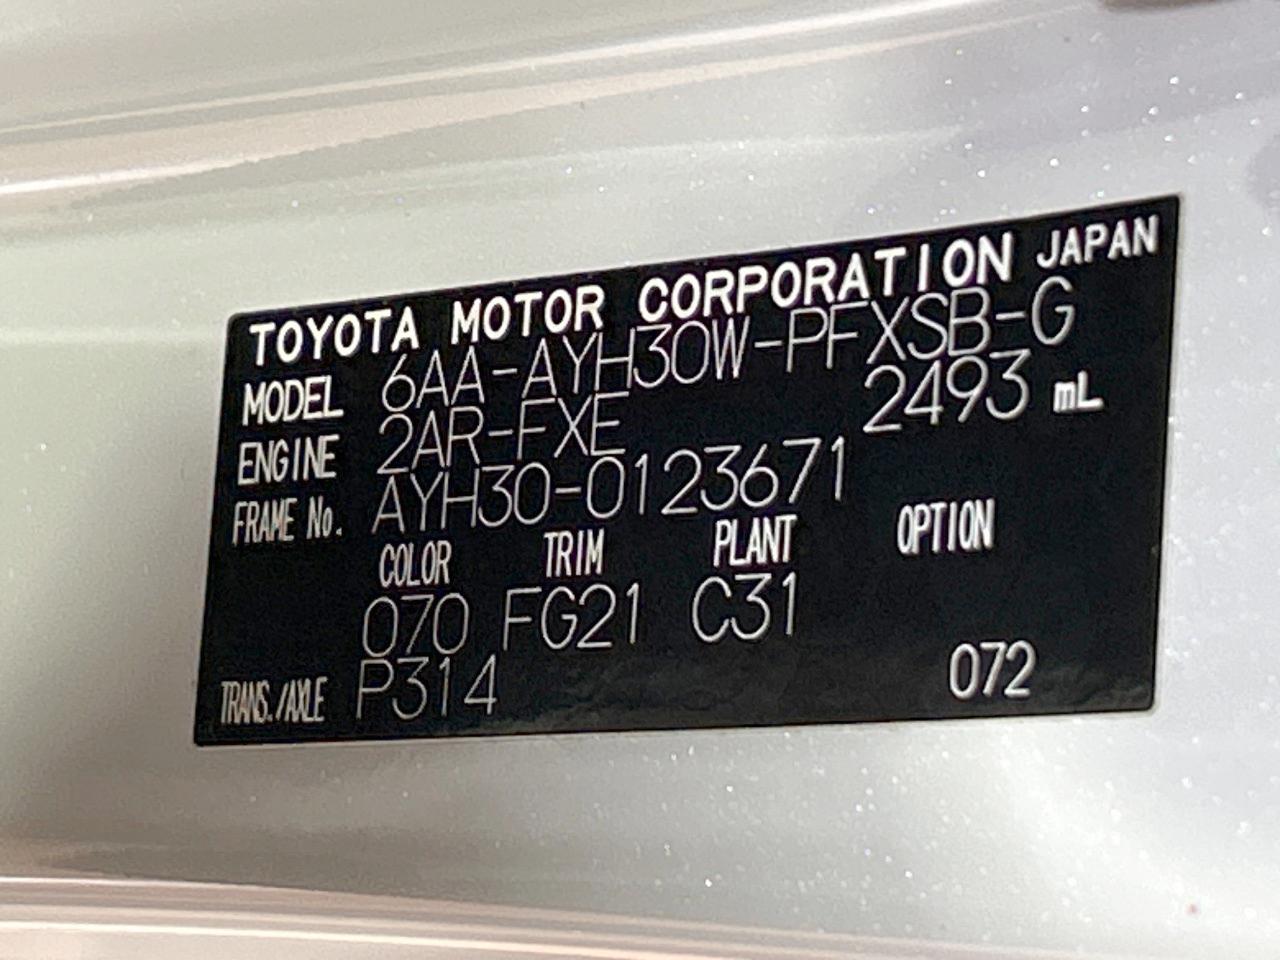 TOYOTA MOTOR CORPORATION JAPAN
MODEL 6AA-AYH30W-PFXSB-G
ENGINE 2AR-FXE 2493 mL
FRAME No. AYH30-0123671
COLOR TRIM PLANT OPTION
070 FG21 C31
TRANS./AXLE P314 072